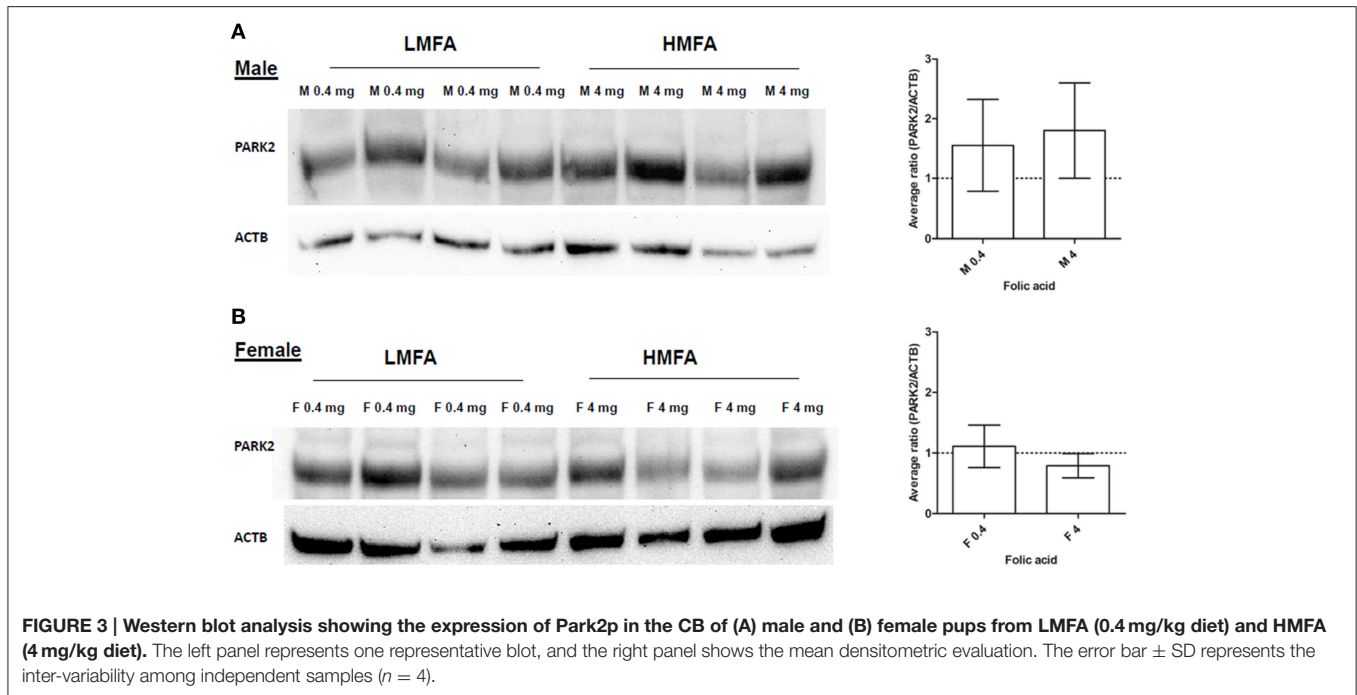 A
LMFA
HMFA
Male
M 0.4 mg M 0.4 mg M 0.4 mg M 0.4 mg M 4 mg M 4 mg M 4 mg M 4 mg
PARK2
ACTB
Average ratio (PARK2/ACTB)
3
2
1
0
M 0.4
M 4
Folic acid
B
Female
LMFA
HMFA
F 0.4 mg F 0.4 mg F 0.4 mg F 0.4 mg F 4 mg F 4 mg F 4 mg F 4 mg
PARK2
ACTB
Average ratio (PARK2/ACTB)
3
2
1
0
F 0.4
F 4
Folic acid
FIGURE 3 | Western blot analysis showing the expression of Park2p in the CB of (A) male and (B) female pups from LMFA (0.4 mg/kg diet) and HMFA
(4 mg/kg diet). The left panel represents one representative blot, and the right panel shows the mean densitometric evaluation. The error bar ± SD represents the
inter-variability among independent samples (n = 4).